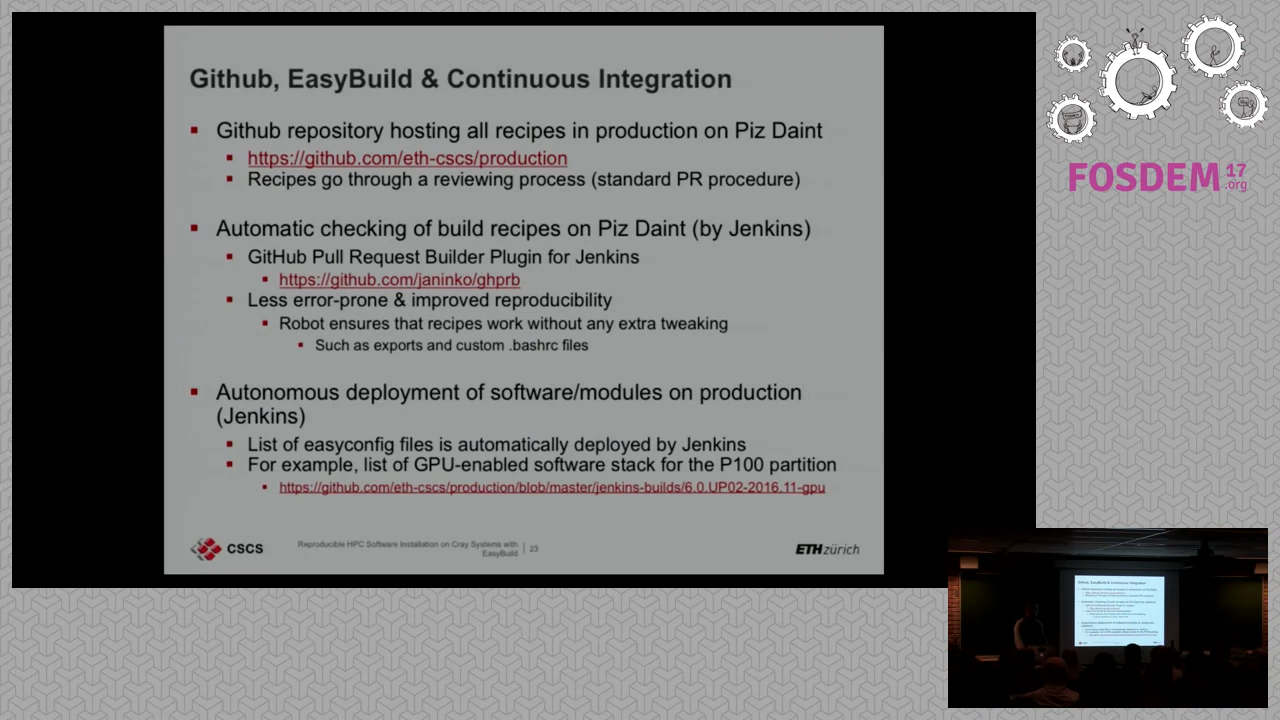 Github, EasyBuild & Continuous Integration
Github repository hosting all recipes in production on Piz Daint
https://github.com/eth-cscs/production
Recipes go through a reviewing process (standard PR procedure)
Automatic checking of build recipes on Piz Daint (by Jenkins)
GitHub Pull Request Builder Plugin for Jenkins
https://github.com/janinko/ghprb
Less error-prone & improved reproducibility
Robot ensures that recipes work without any extra tweaking
Such as exports and custom .bashrc files
Autonomous deployment of software/modules on production
(Jenkins)
List of easyconfig files is automatically deployed by Jenkins
For example, list of GPU-enabled software stack for the P100 partition
https://github.com/eth-cscs/production/blob/master/jenkins-builds/6.0.UP02-2016.11-gpu
CSCS
Reproducible HPC Software Installation on Cray Systems with
EasyBuild
23
ETH zürich
FOSDEM 17
.org
Github, EasyBuild & Continuous Integration